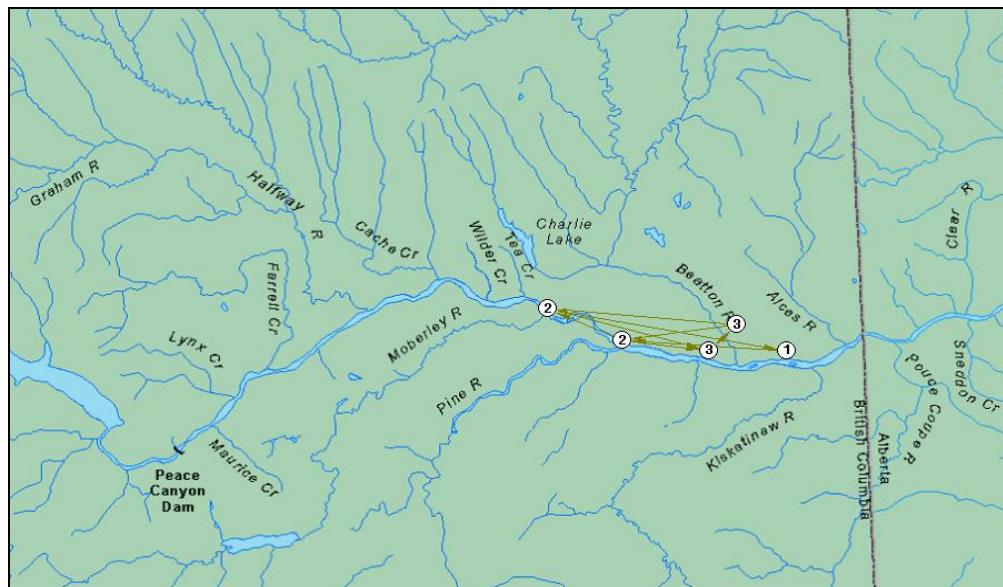 Graham R
Halfway
R
Cache Cr
Farrell Cr
Lynx Cr
Maurice Cr
Peace
Canyon
Dam
Moberley R
Pine R
Wilder Cr
Tea Cr
Charlie
Lake
Beatton R
Alces R
2
2
3
3
1
Kiskatinaw R
British Columbia
Alberta
Pouce Coupe R
Clear R
Sneddon Cr